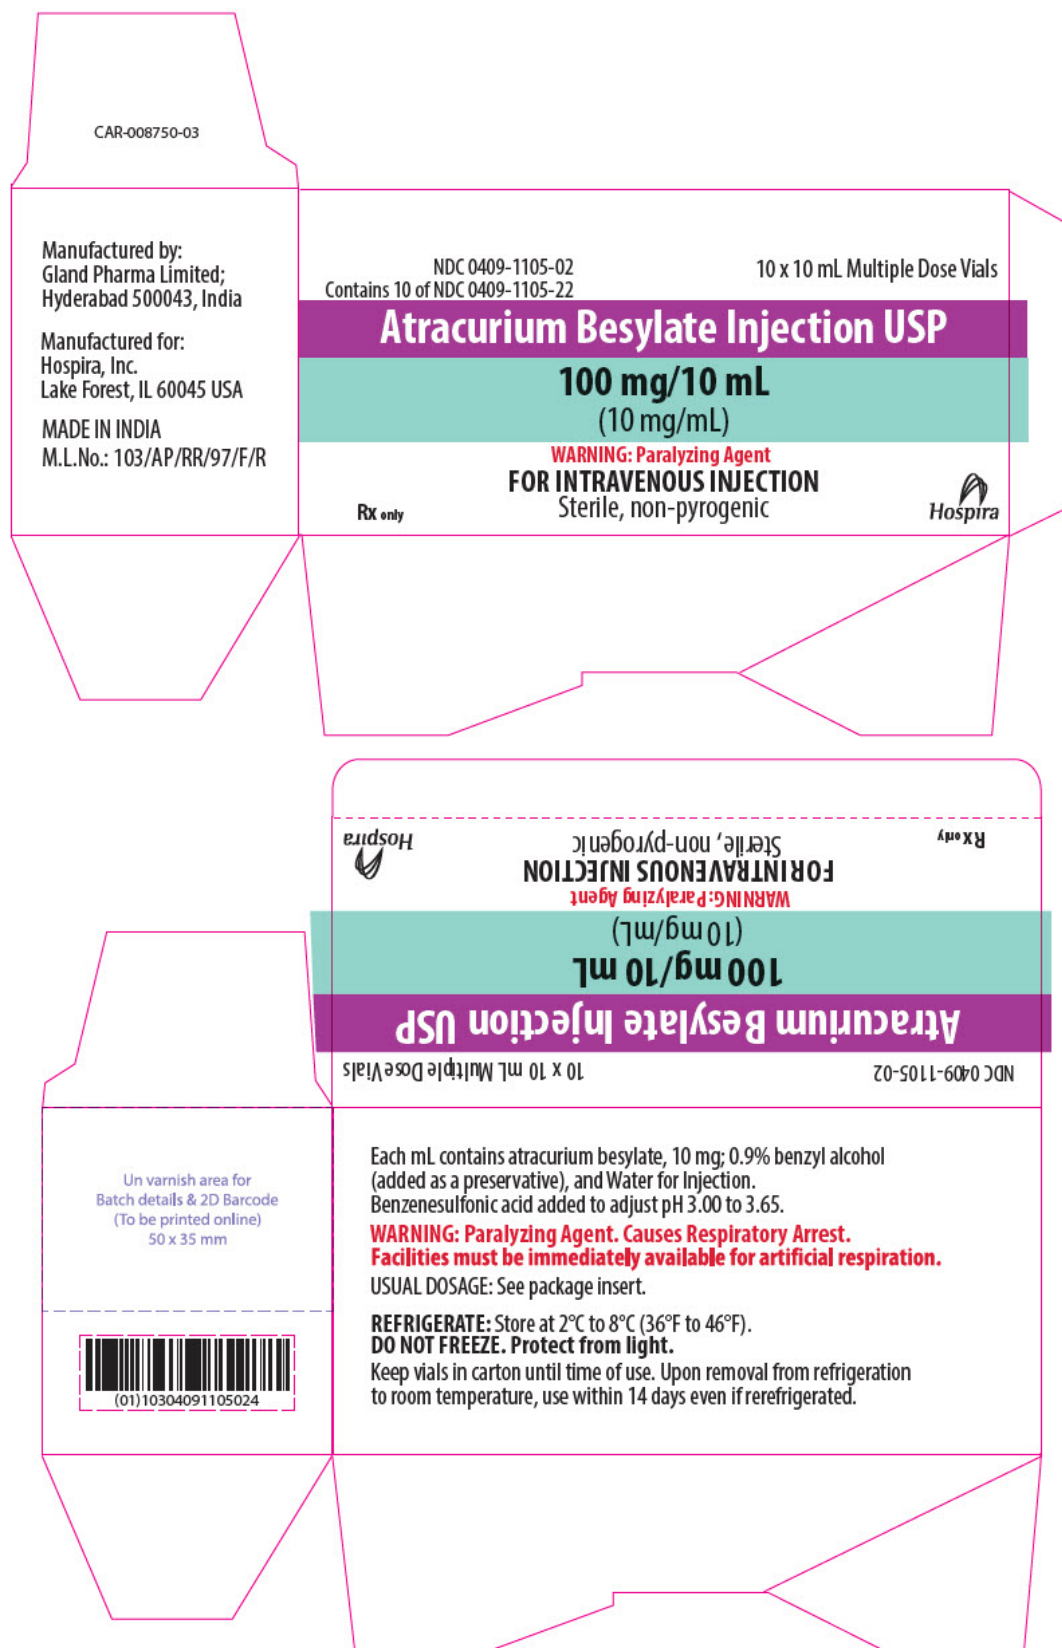 CAR-008750-03
Manufactured by:
Gland Pharma Limited;
Hyderabad 500043, India
Manufactured for:
Hospira, Inc.
Lake Forest, IL 60045 USA
MADE IN INDIA
M.L.No.: 103/AP/RR/97/F/R
NDC 0409-1105-02
Contains 10 of NDC 0409-1105-22
10 x 10 mL Multiple Dose Vials
Atracurium Besylate Injection USP
100 mg/10 mL
(10 mg/mL)
WARNING: Paralyzing Agent
FOR INTRAVENOUS INJECTION
Sterile, non-pyrogenic
Rx only
Hospira
NDC 0409-1105-02
10 x 10 mL Multiple Dose Vials
Atracurium Besylate Injection USP
100 mg/10 mL
(10 mg/mL)
WARNING: Paralyzing Agent
FOR INTRAVENOUS INJECTION
Sterile, non-pyrogenic
Rx only
Hospira
Un varnish area for
Batch details & 2D Barcode
(To be printed online)
50 x 35 mm
(01)10304091105024
Each mL contains atracurium besylate, 10 mg; 0.9% benzyl alcohol
(added as a preservative), and Water for Injection.
Benzenesulfonic acid added to adjust pH 3.00 to 3.65.
WARNING: Paralyzing Agent. Causes Respiratory Arrest.
Facilities must be immediately available for artificial respiration.
USUAL DOSAGE: See package insert.
REFRIGERATE: Store at 2°C to 8°C (36°F to 46°F).
DO NOT FREEZE. Protect from light.
Keep vials in carton until time of use. Upon removal from refrigeration
to room temperature, use within 14 days even if rerefrigerated.